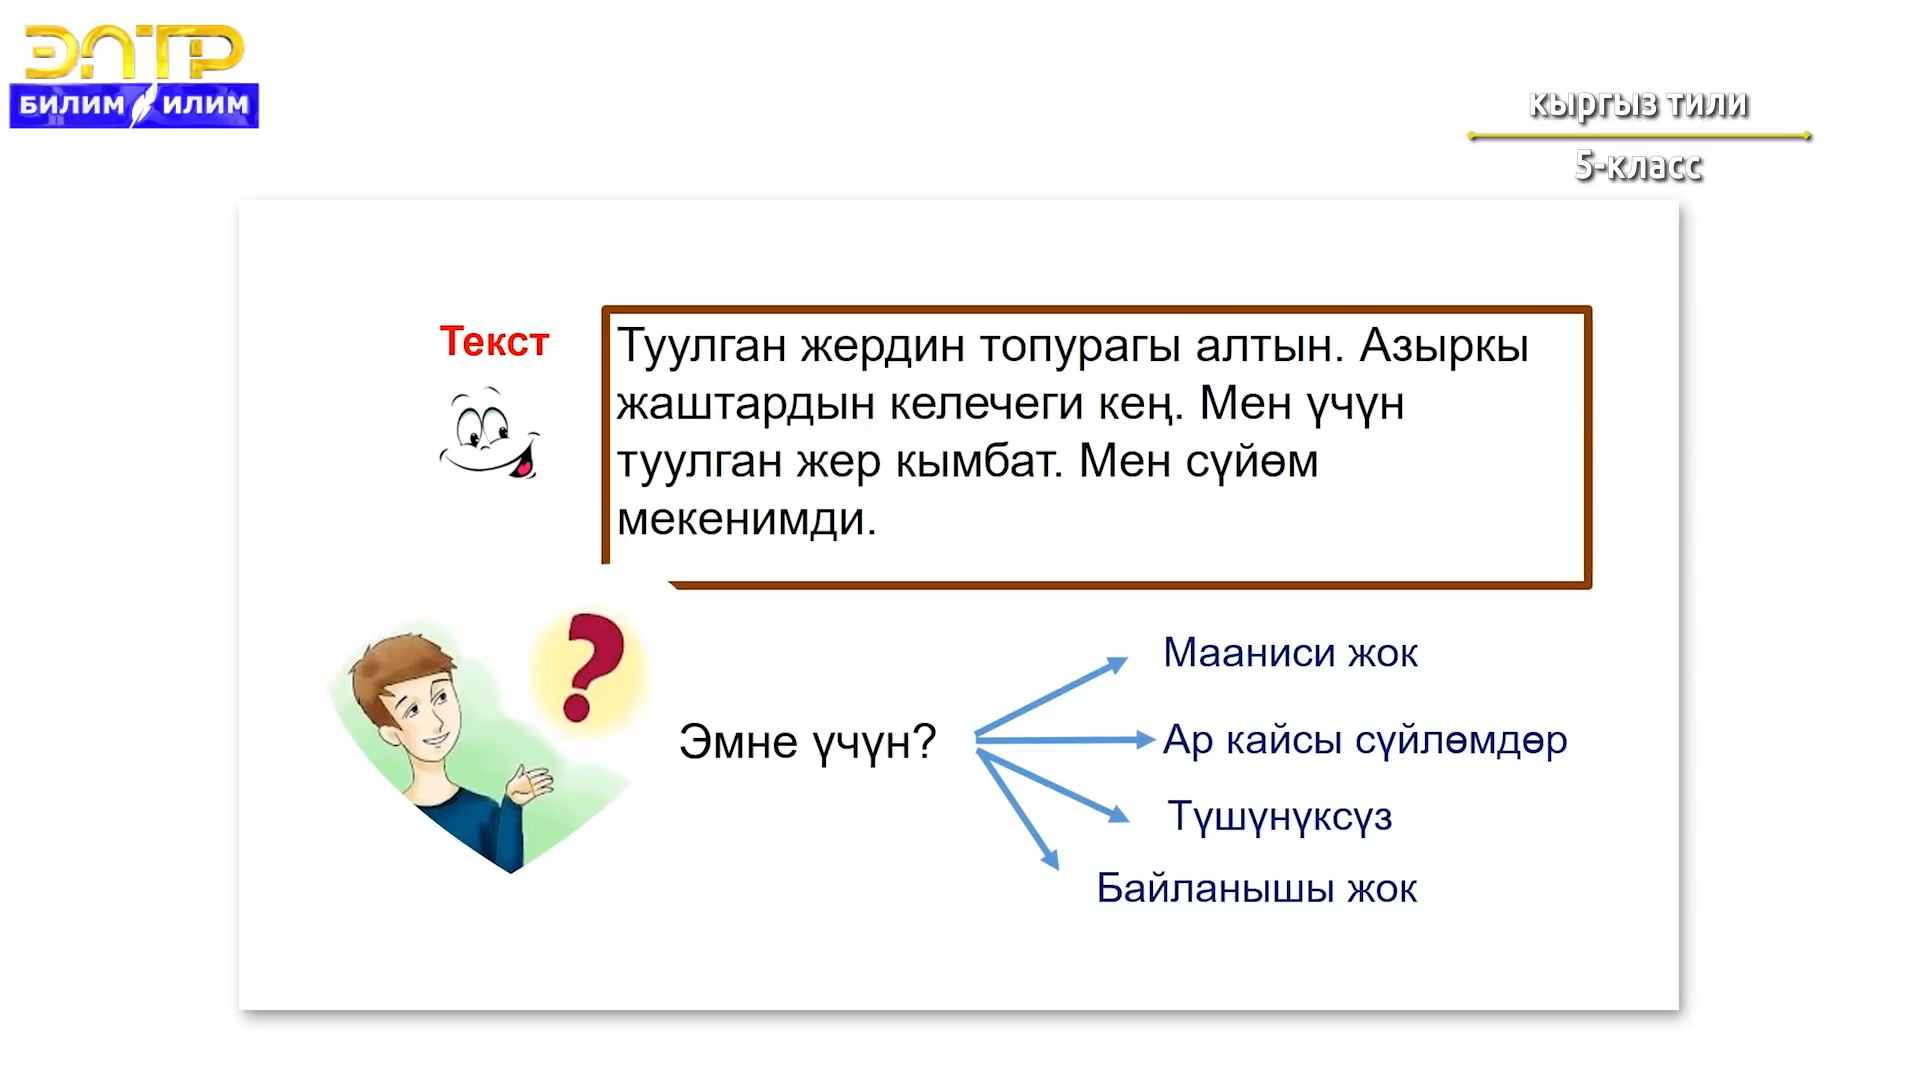 ЭЛТР
БИЛИМ ИЛИМ
кыргыз тили
5-класс
Текст
Туулган жердин топурагы алтын. Азыркы
жаштардын келечеги кең. Мен үчүн
туулган жер кымбат. Мен сүйөм
мекенимди.
?
Эмне үчүн?
Мааниси жок
Ар кайсы сүйлөмдөр
Түшүнүксүз
Байланышы жок